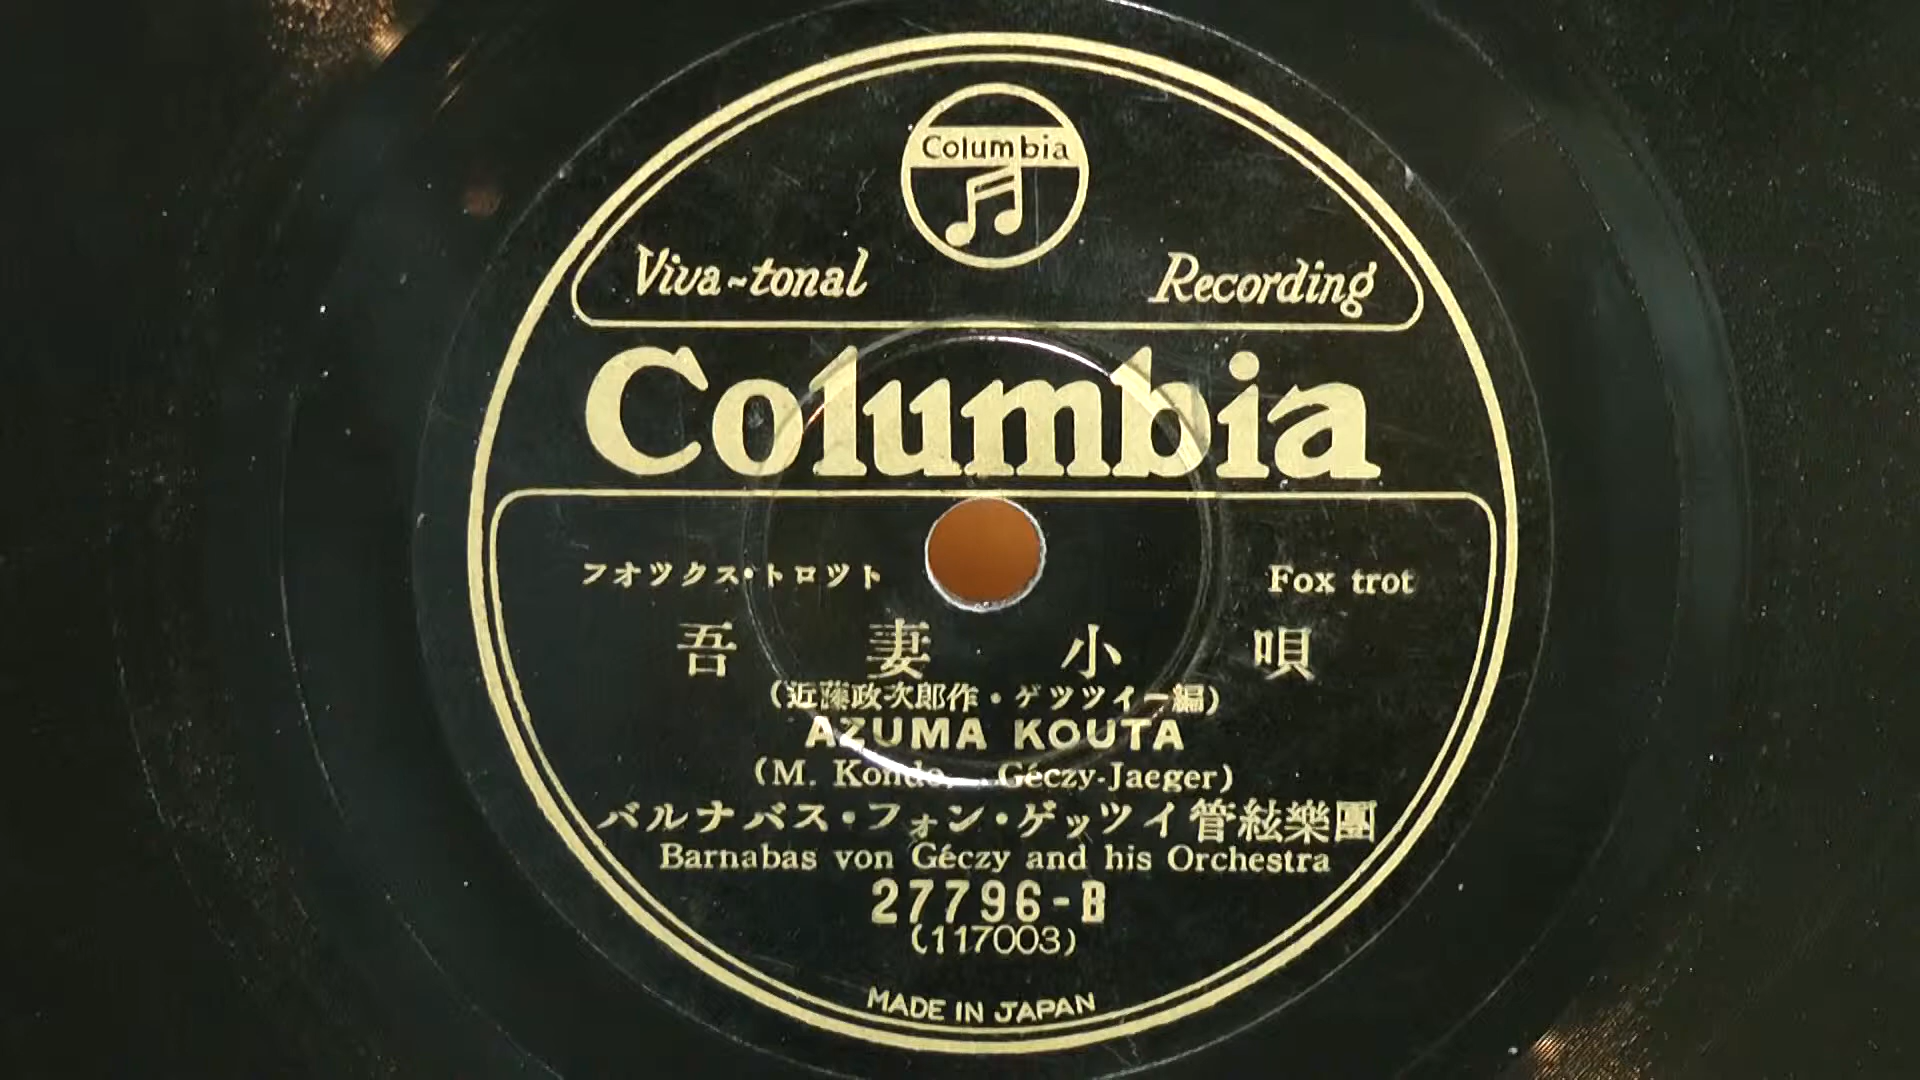 Columbia
Viva-tonal Recording
Columbia
フオツクス・トロツト Fox trot
吾妻小唄
(近藤政次郎作・ゲツツイー編)
AZUMA KOUTA
(M. Kondo, Géczy-Jaeger)
バルナバス・フォン・ゲッツイ管絃樂團
Barnabas von Géczy and his Orchestra
27796-B
(117003)
MADE IN JAPAN